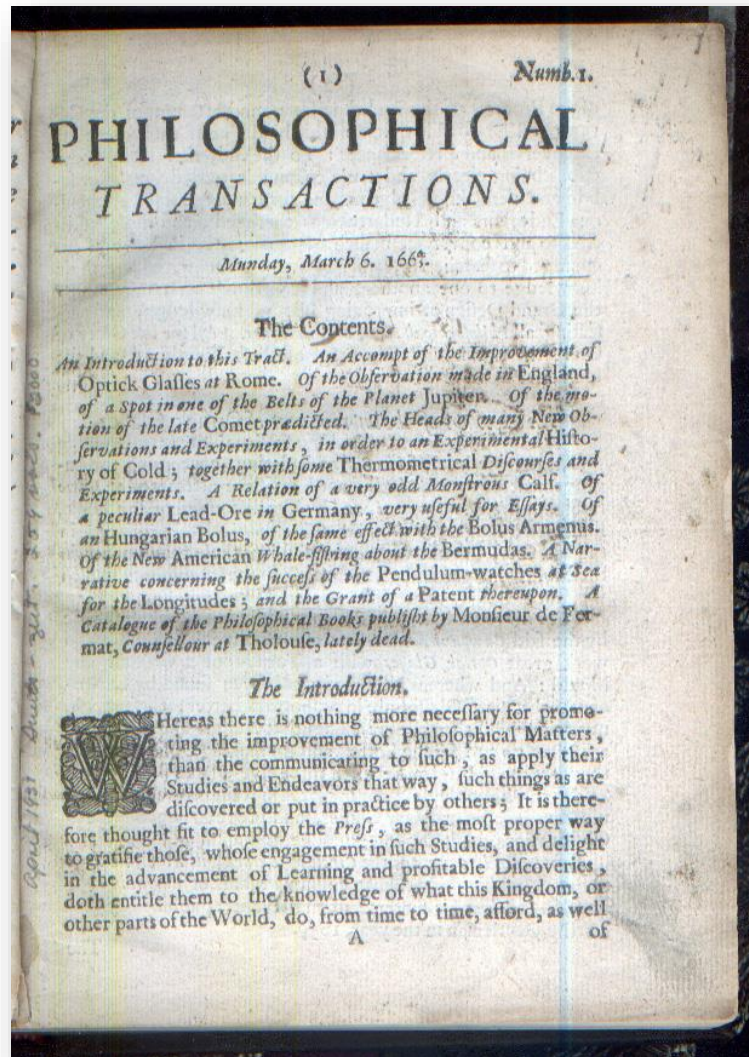 (1) Numb.1.
PHILOSOPHICAL
TRANSACTIONS.
Munday, March 6. 166⅘.
The Contents.
An Introduction to this Tract. An Accompt of the Improvement of
Optick Glaſſes at Rome. Of the Obſervation made in England,
of a Spot in one of the Belts of the Planet Jupiter. Of the mo-
tion of the late Comet prædicted. The Heads of many New Ob-
ſervations and Experiments, in order to an Experimental Hiſto-
ry of Cold; together with ſome Thermometrical Diſcourſes and
Experiments. A Relation of a very odd Monſtrous Calf. Of
a peculiar Lead-Ore in Germany, very uſeful for Eſſays. Of
an Hungarian Bolus, of the ſame effect with the Bolus Armenus.
Of the New American Whale-fiſhing about the Bermudas. A Nar-
rative concerning the ſucceſs of the Pendulum-watches at Sea
for the Longitudes; and the Grant of a Patent thereupon. A
Catalogue of the Philoſophical Books publiſht by Monſieur de Fer-
mat, Counſellour at Tholouſe, lately dead.
The Introduction.
WHereas there is nothing more neceſſary for promo-
ting the improvement of Philoſophical Matters,
than the communicating to ſuch, as apply their
Studies and Endeavors that way, ſuch things as are
diſcovered or put in practice by others; It is there-
fore thought fit to employ the Preſs, as the moſt proper way
to gratifie thoſe, whoſe engagement in ſuch Studies, and delight
in the advancement of Learning and profitable Diſcoveries,
doth entitle them to the knowledge of what this Kingdom, or
other parts of the World, do, from time to time, afford, as well
A of